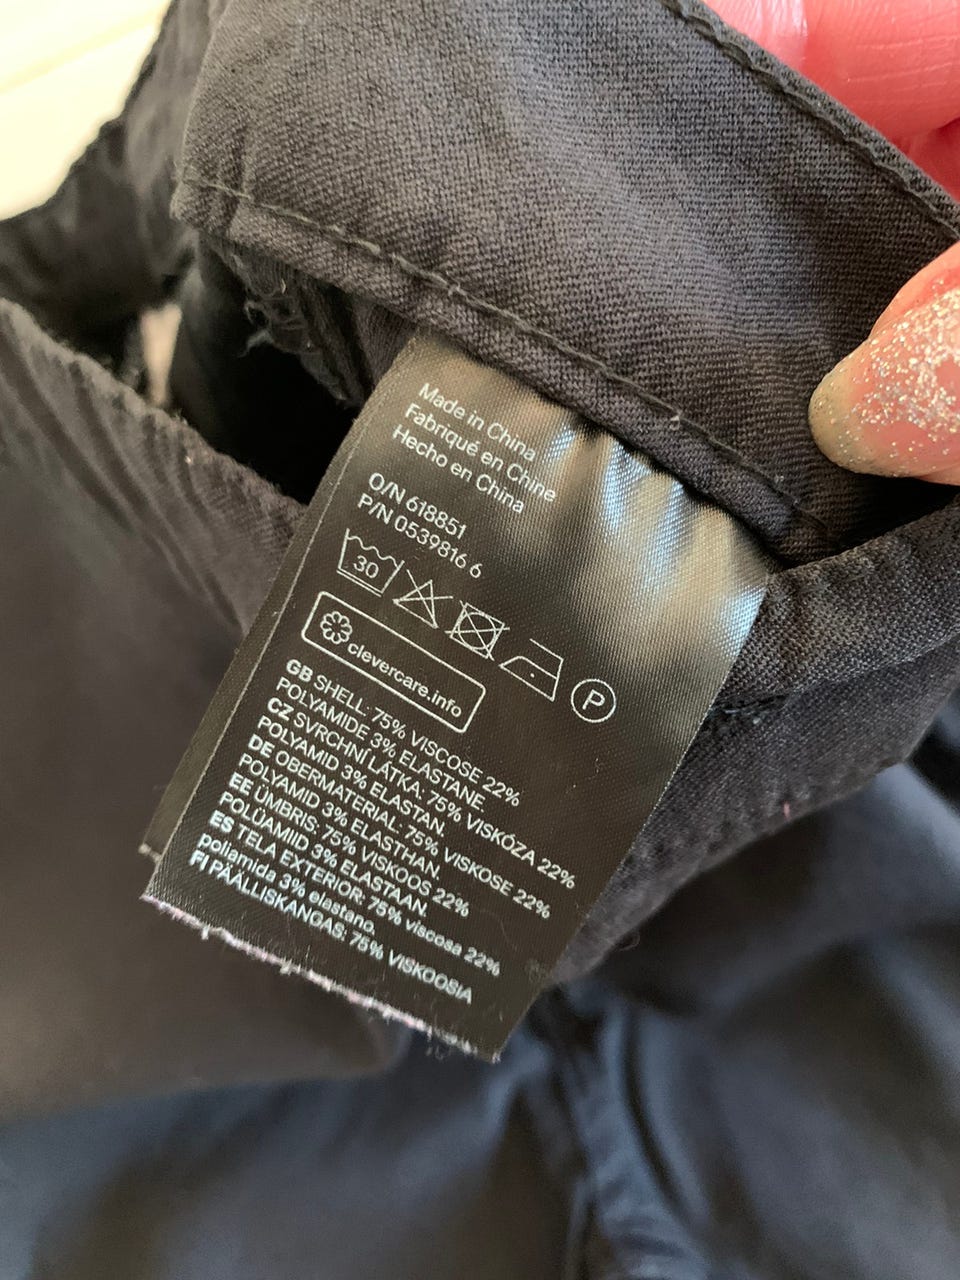 Made in China
Fabriqué en Chine
Hecho en China
O/N 618851
P/N 0539816 6
30
P
clevercare.info
GB SHELL: 75% VISCOSE 22%
POLYAMIDE 3% ELASTANE
CZ SVRCHNÍ LÁTKA: 75% VISKÓZA 22%
POLYAMID 3% ELASTAN.
DE OBERMATERIAL: 75% VISKOSE 22%
POLYAMID 3% ELASTHAN.
EE ÜMBRIS: 75% VISKOOS 22%
POLÜAMIID 3% ELASTAAN.
ES TELA EXTERIOR: 75% viscosa 22%
poliamida 3% elastano.
FI PÄÄLLISKANGAS: 75% VISKOOSIA